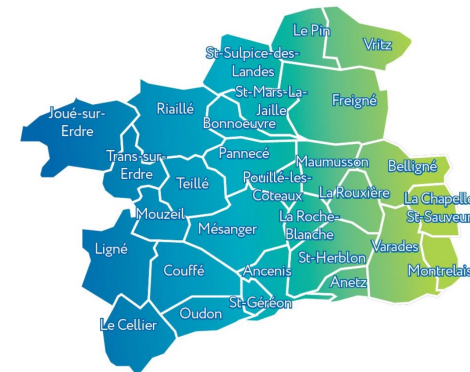 Le Pin
Vritz
St-Sulpice-des-
Landes
St-Mars-La-
Jaille
Freigné
Riaillé
Bonnoeuvre
Joué-sur-
Erdre
Trans-sur-
Erdre
Pannecé
Maumusson
Belligné
Teillé
Pouillé-les-
Côteaux
La Rouxière
La Chapelle
St-Sauveur
Mouzeil
Mésanger
La Roche-
Blanche
Varades
Ligné
Couffé
Ancenis
St-Herblon
Montrelais
Anetz
St-Géréon
Oudon
Le Cellier